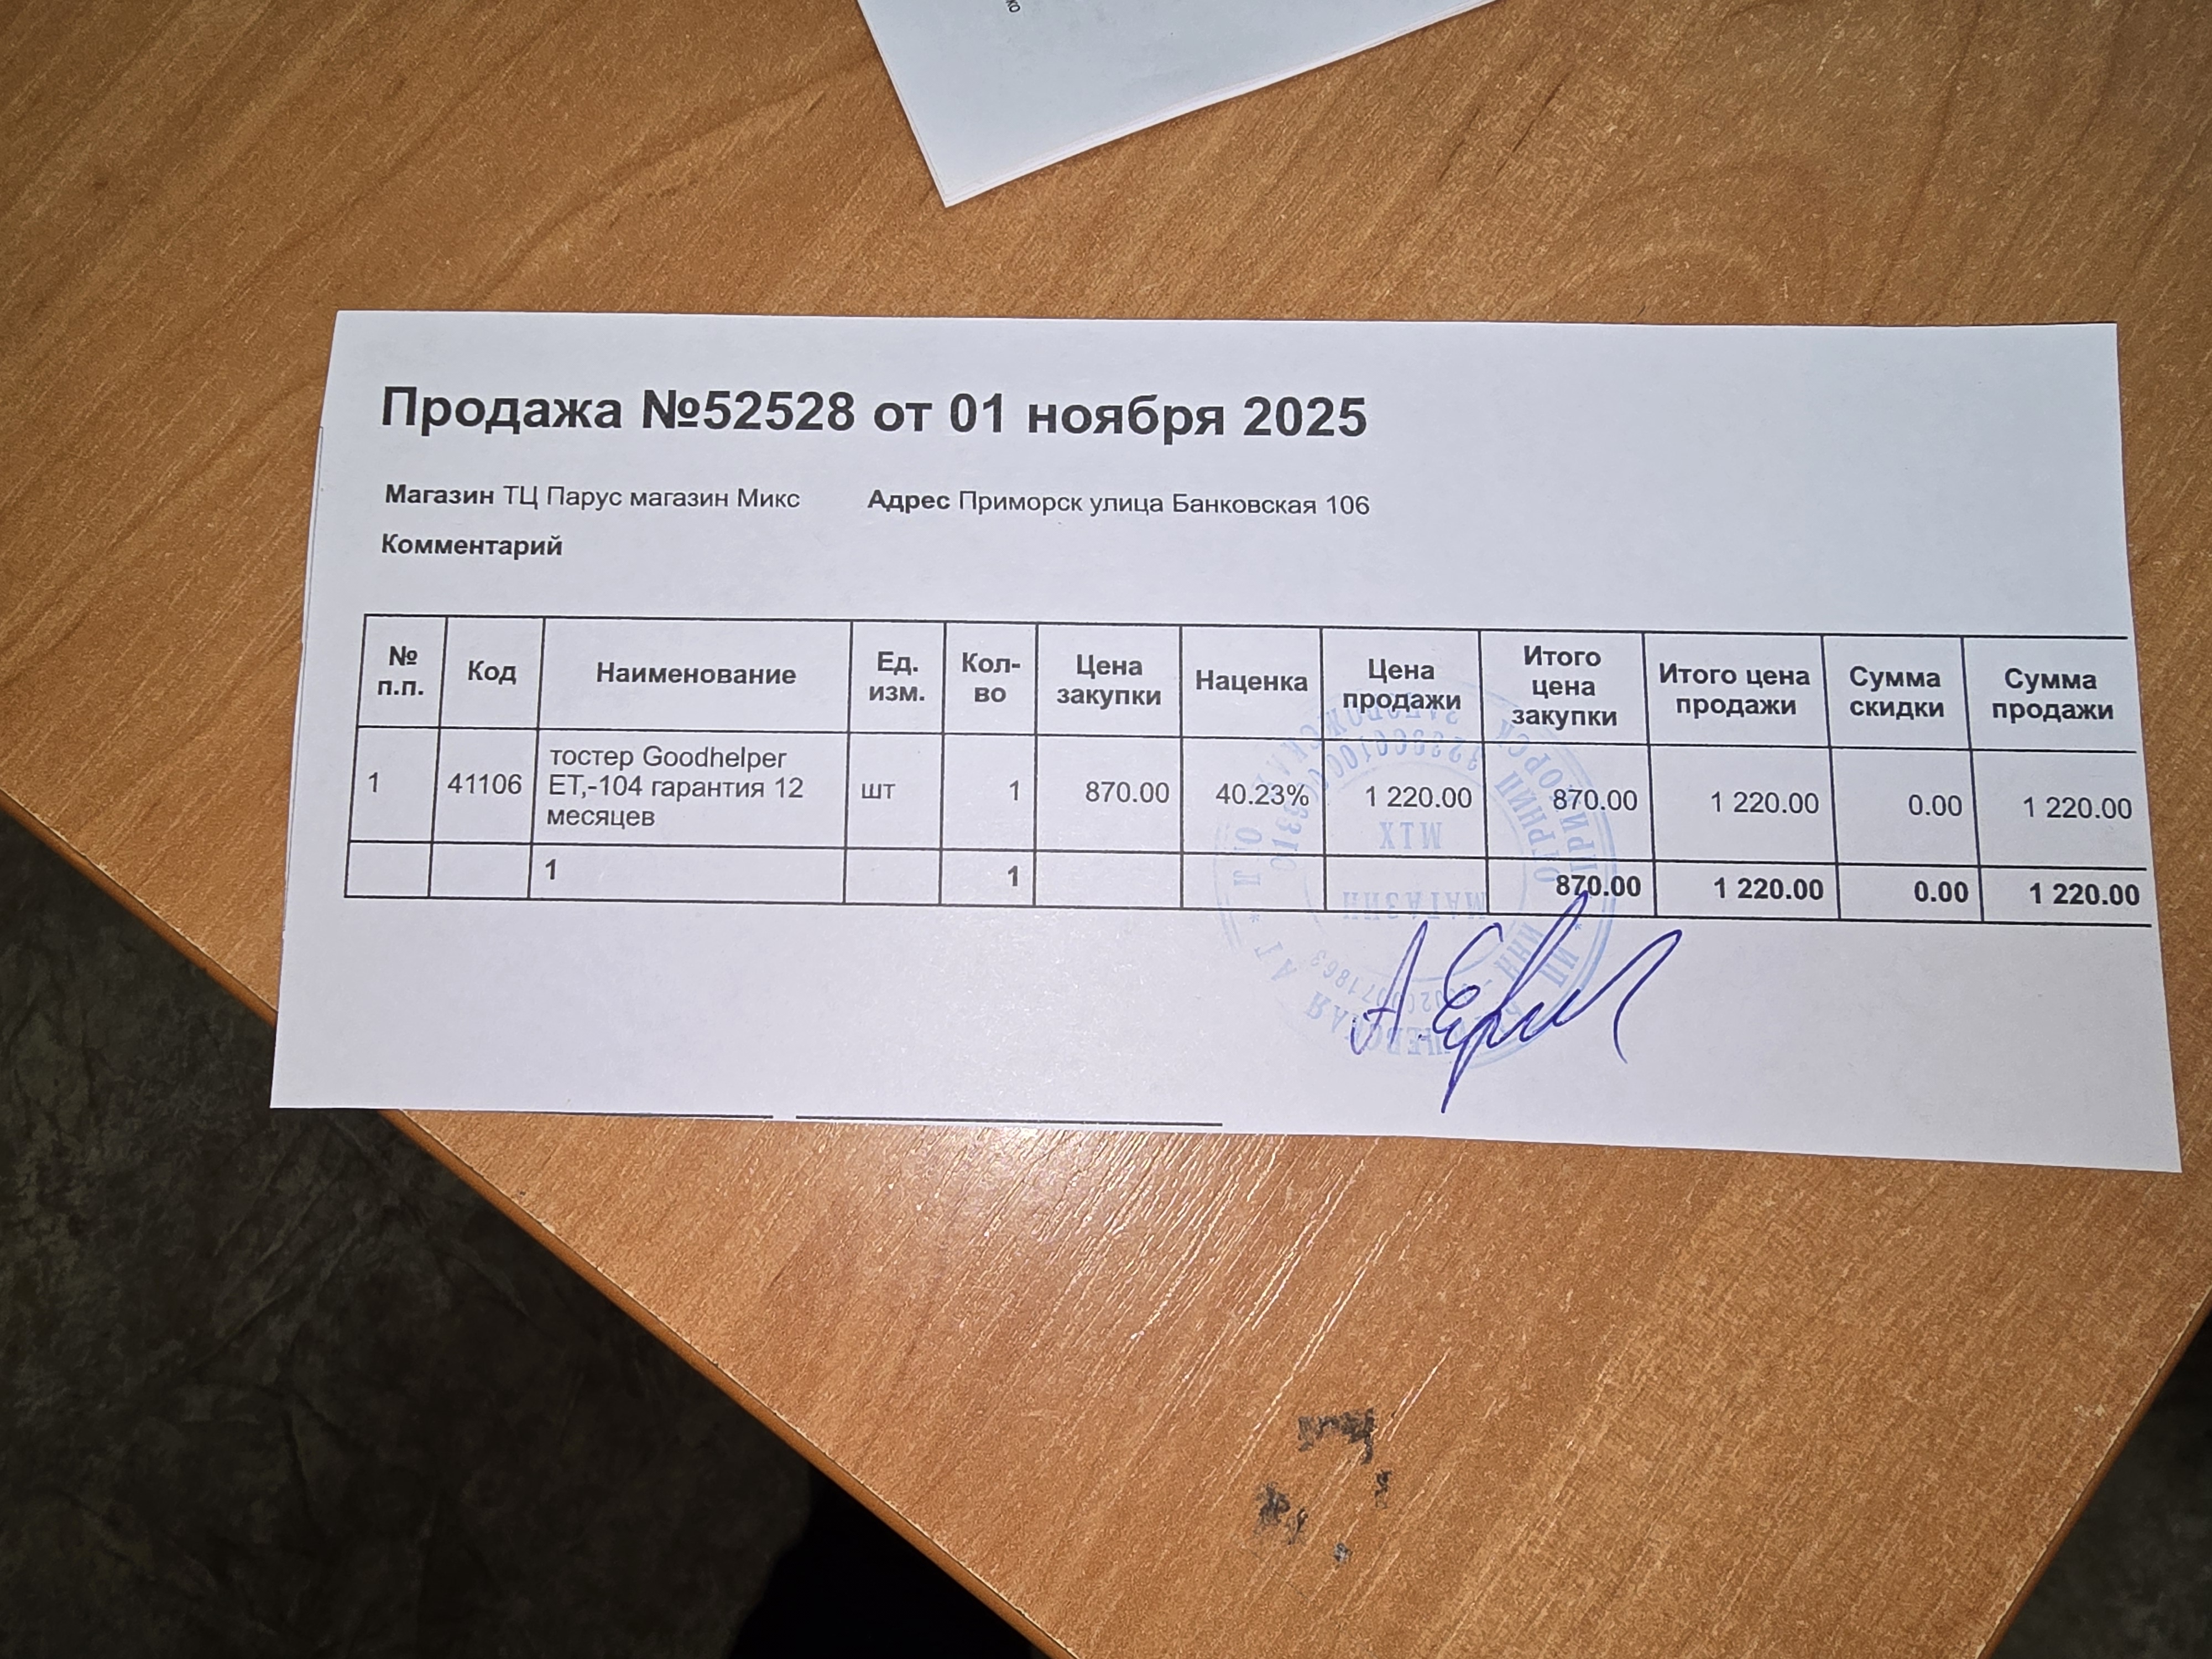 Продажа №52528 от 01 ноября 2025
Магазин ТЦ Парус магазин Микс Адрес Приморск улица Банковская 106
Комментарий
№ п.п. Код Наименование Ед. изм. Кол-во Цена закупки Наценка Цена продажи Итого цена закупки Итого цена продажи Сумма скидки Сумма продажи
1 41106 тостер Goodhelper ET,-104 гарантия 12 месяцев шт 1 870.00 40.23% 1 220.00 870.00 1 220.00 0.00 1 220.00
1 1 870.00 1 220.00 0.00 1 220.00
МАГАЗИН
MIX